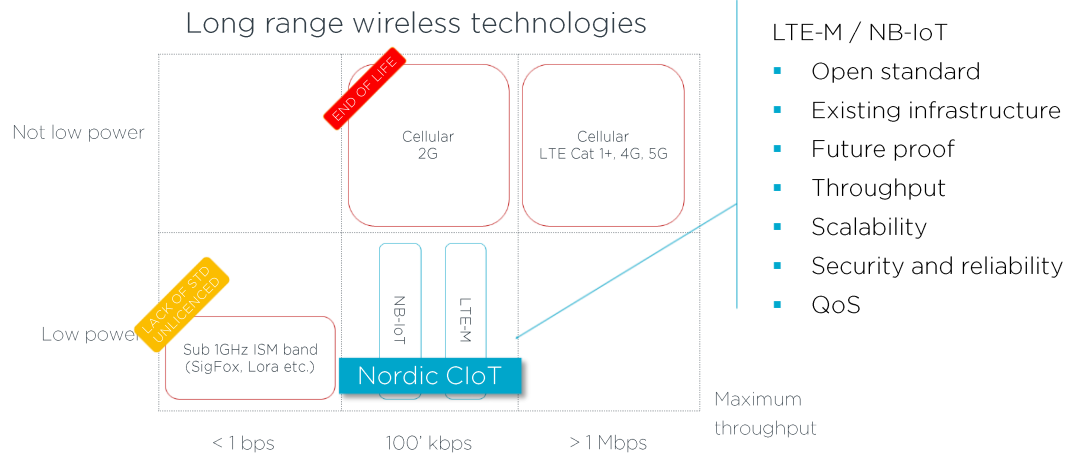 Long range wireless technologies
Not low power
END OF LIFE
Cellular
2G
Cellular
LTE Cat 1+, 4G, 5G
Low power
LACK OF STD
UNLICENCED
Sub 1GHz ISM band
(SigFox, Lora etc.)
NB-IoT
LTE-M
Nordic CIoT
< 1 bps
100' kbps
> 1 Mbps
Maximum
throughput
LTE-M / NB-IoT
▪ Open standard
▪ Existing infrastructure
▪ Future proof
▪ Throughput
▪ Scalability
▪ Security and reliability
▪ QoS